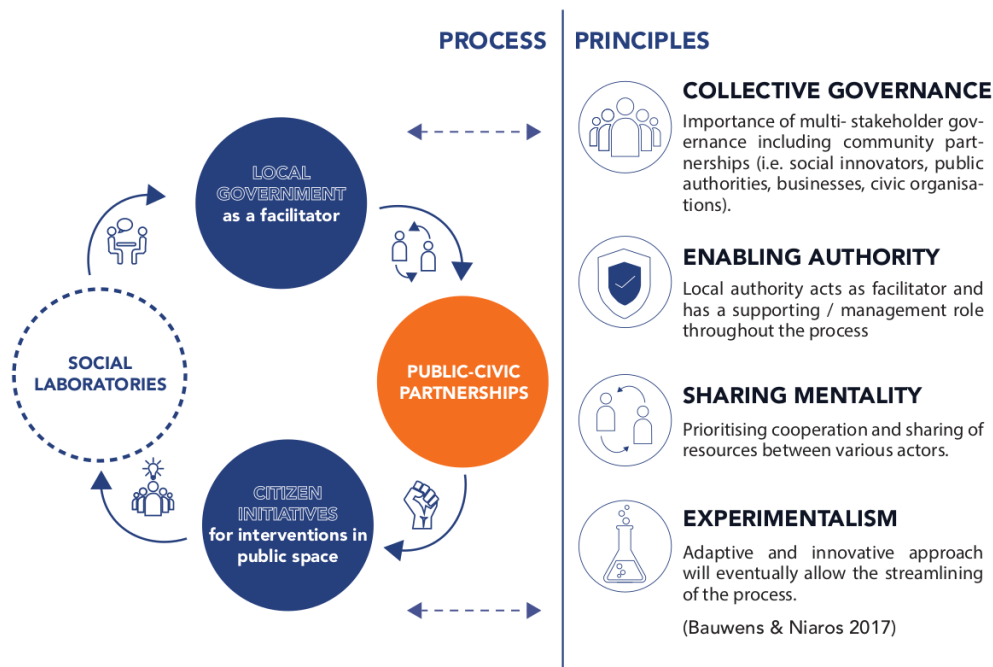 PROCESS
LOCAL
GOVERNMENT
as a facilitator
SOCIAL
LABORATORIES
PUBLIC-CIVIC
PARTNERSHIPS
CITIZEN
INITIATIVES
for interventions in
public space
PRINCIPLES
COLLECTIVE GOVERNANCE
Importance of multi- stakeholder gov-
ernance including community part-
nerships (i.e. social innovators, public
authorities, businesses, civic organisa-
tions).
ENABLING AUTHORITY
Local authority acts as facilitator and
has a supporting / management role
throughout the process
SHARING MENTALITY
Prioritising cooperation and sharing of
resources between various actors.
EXPERIMENTALISM
Adaptive and innovative approach
will eventually allow the streamlining
of the process.
(Bauwens & Niaros 2017)